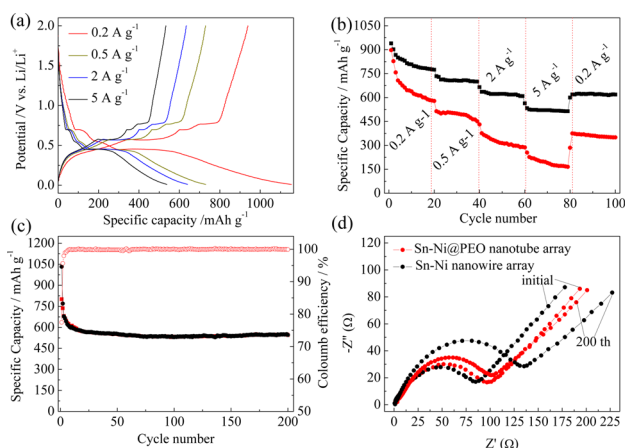 (a)
0.2 A g-1
0.5 A g-1
2 A g-1
5 A g-1
Potential /V vs. Li/Li+
2.0
1.5
1.0
0.5
0.0
0 200 400 600 800 1000
Specific capacity /mAh g-1
(b)
Specific Capacity / mAh g-1
1050
900
750
600
450
300
150
0
0.2 A g-1
0.5 A g-1
2 A g-1
5 A g-1
0.2 A g-1
0 20 40 60 80 100
Cycle number
(c)
Specific Capacity / mAh g-1
1200
1050
900
750
600
450
300
150
0
100
90
80
70
60
50
Coloumb efficiency / %
0 50 100 150 200
Cycle number
(d)
Sn-Ni@PEO nanotube array
Sn-Ni nanowire array
initial
200 th
-Z'' (Ω)
-120
-100
-80
-60
-40
-20
0
0 25 50 75 100 125 150 175 200 225
Z' (Ω)